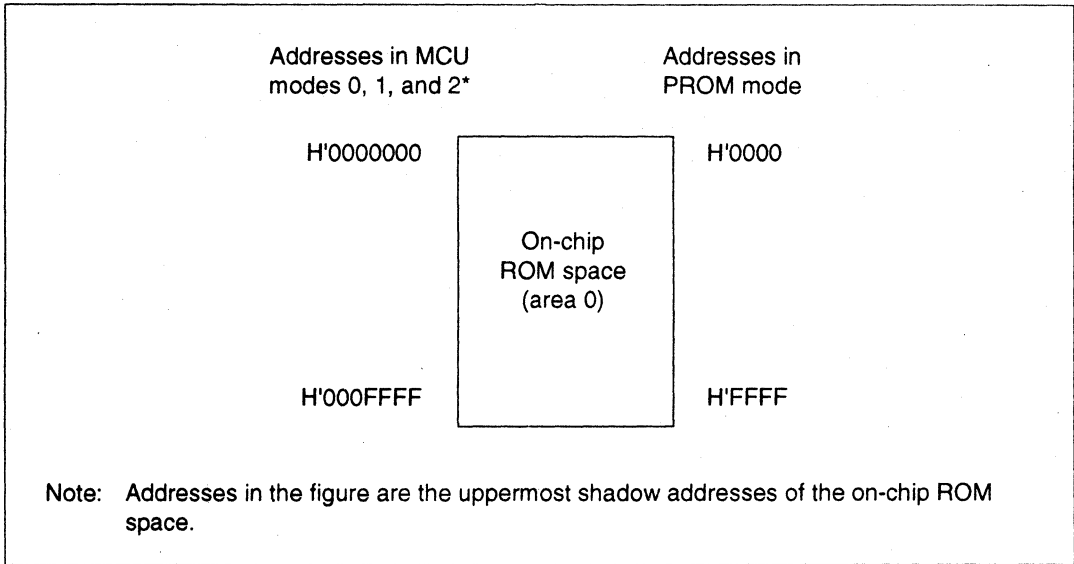 Addresses in MCU
modes 0, 1, and 2*
Addresses in
PROM mode
H'0000000
H'0000
On-chip
ROM space
(area 0)
H'000FFFF
H'FFFF
Note: Addresses in the figure are the uppermost shadow addresses of the on-chip ROM
space.